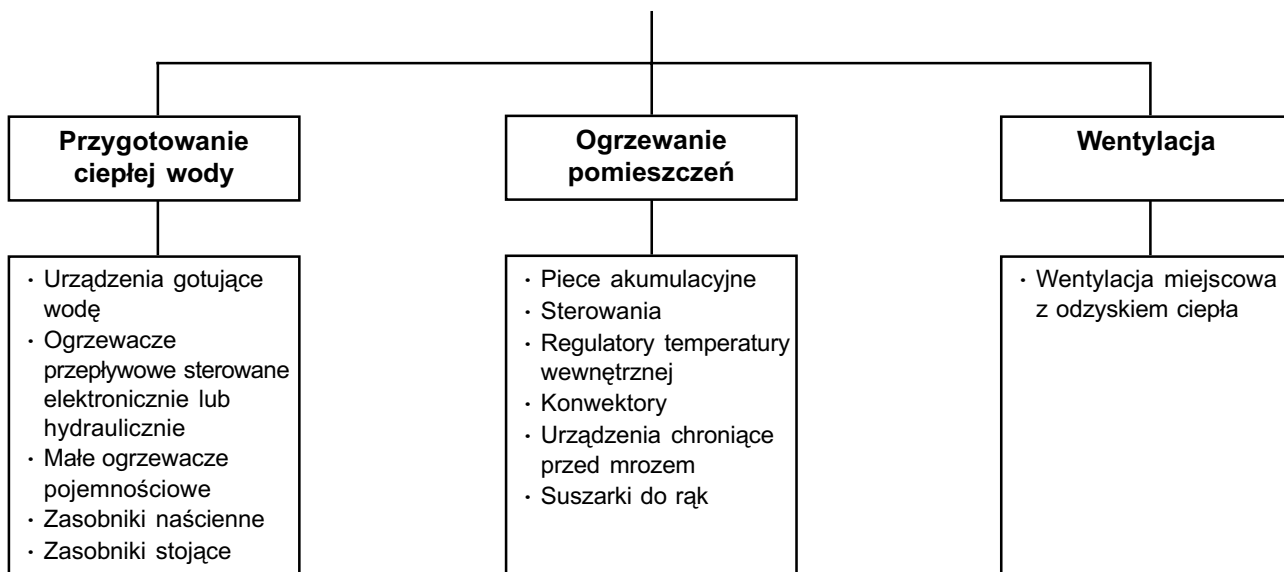 Przygotowanie
ciepłej wody
· Urządzenia gotujące
wodę
· Ogrzewacze
przepływowe sterowane
elektronicznie lub
hydraulicznie
· Małe ogrzewacze
pojemnościowe
· Zasobniki naścienne
· Zasobniki stojące
Ogrzewanie
pomieszczeń
· Piece akumulacyjne
· Sterowania
· Regulatory temperatury
wewnętrznej
· Konwektory
· Urządzenia chroniące
przed mrozem
· Suszarki do rąk
Wentylacja
· Wentylacja miejscowa
z odzyskiem ciepła